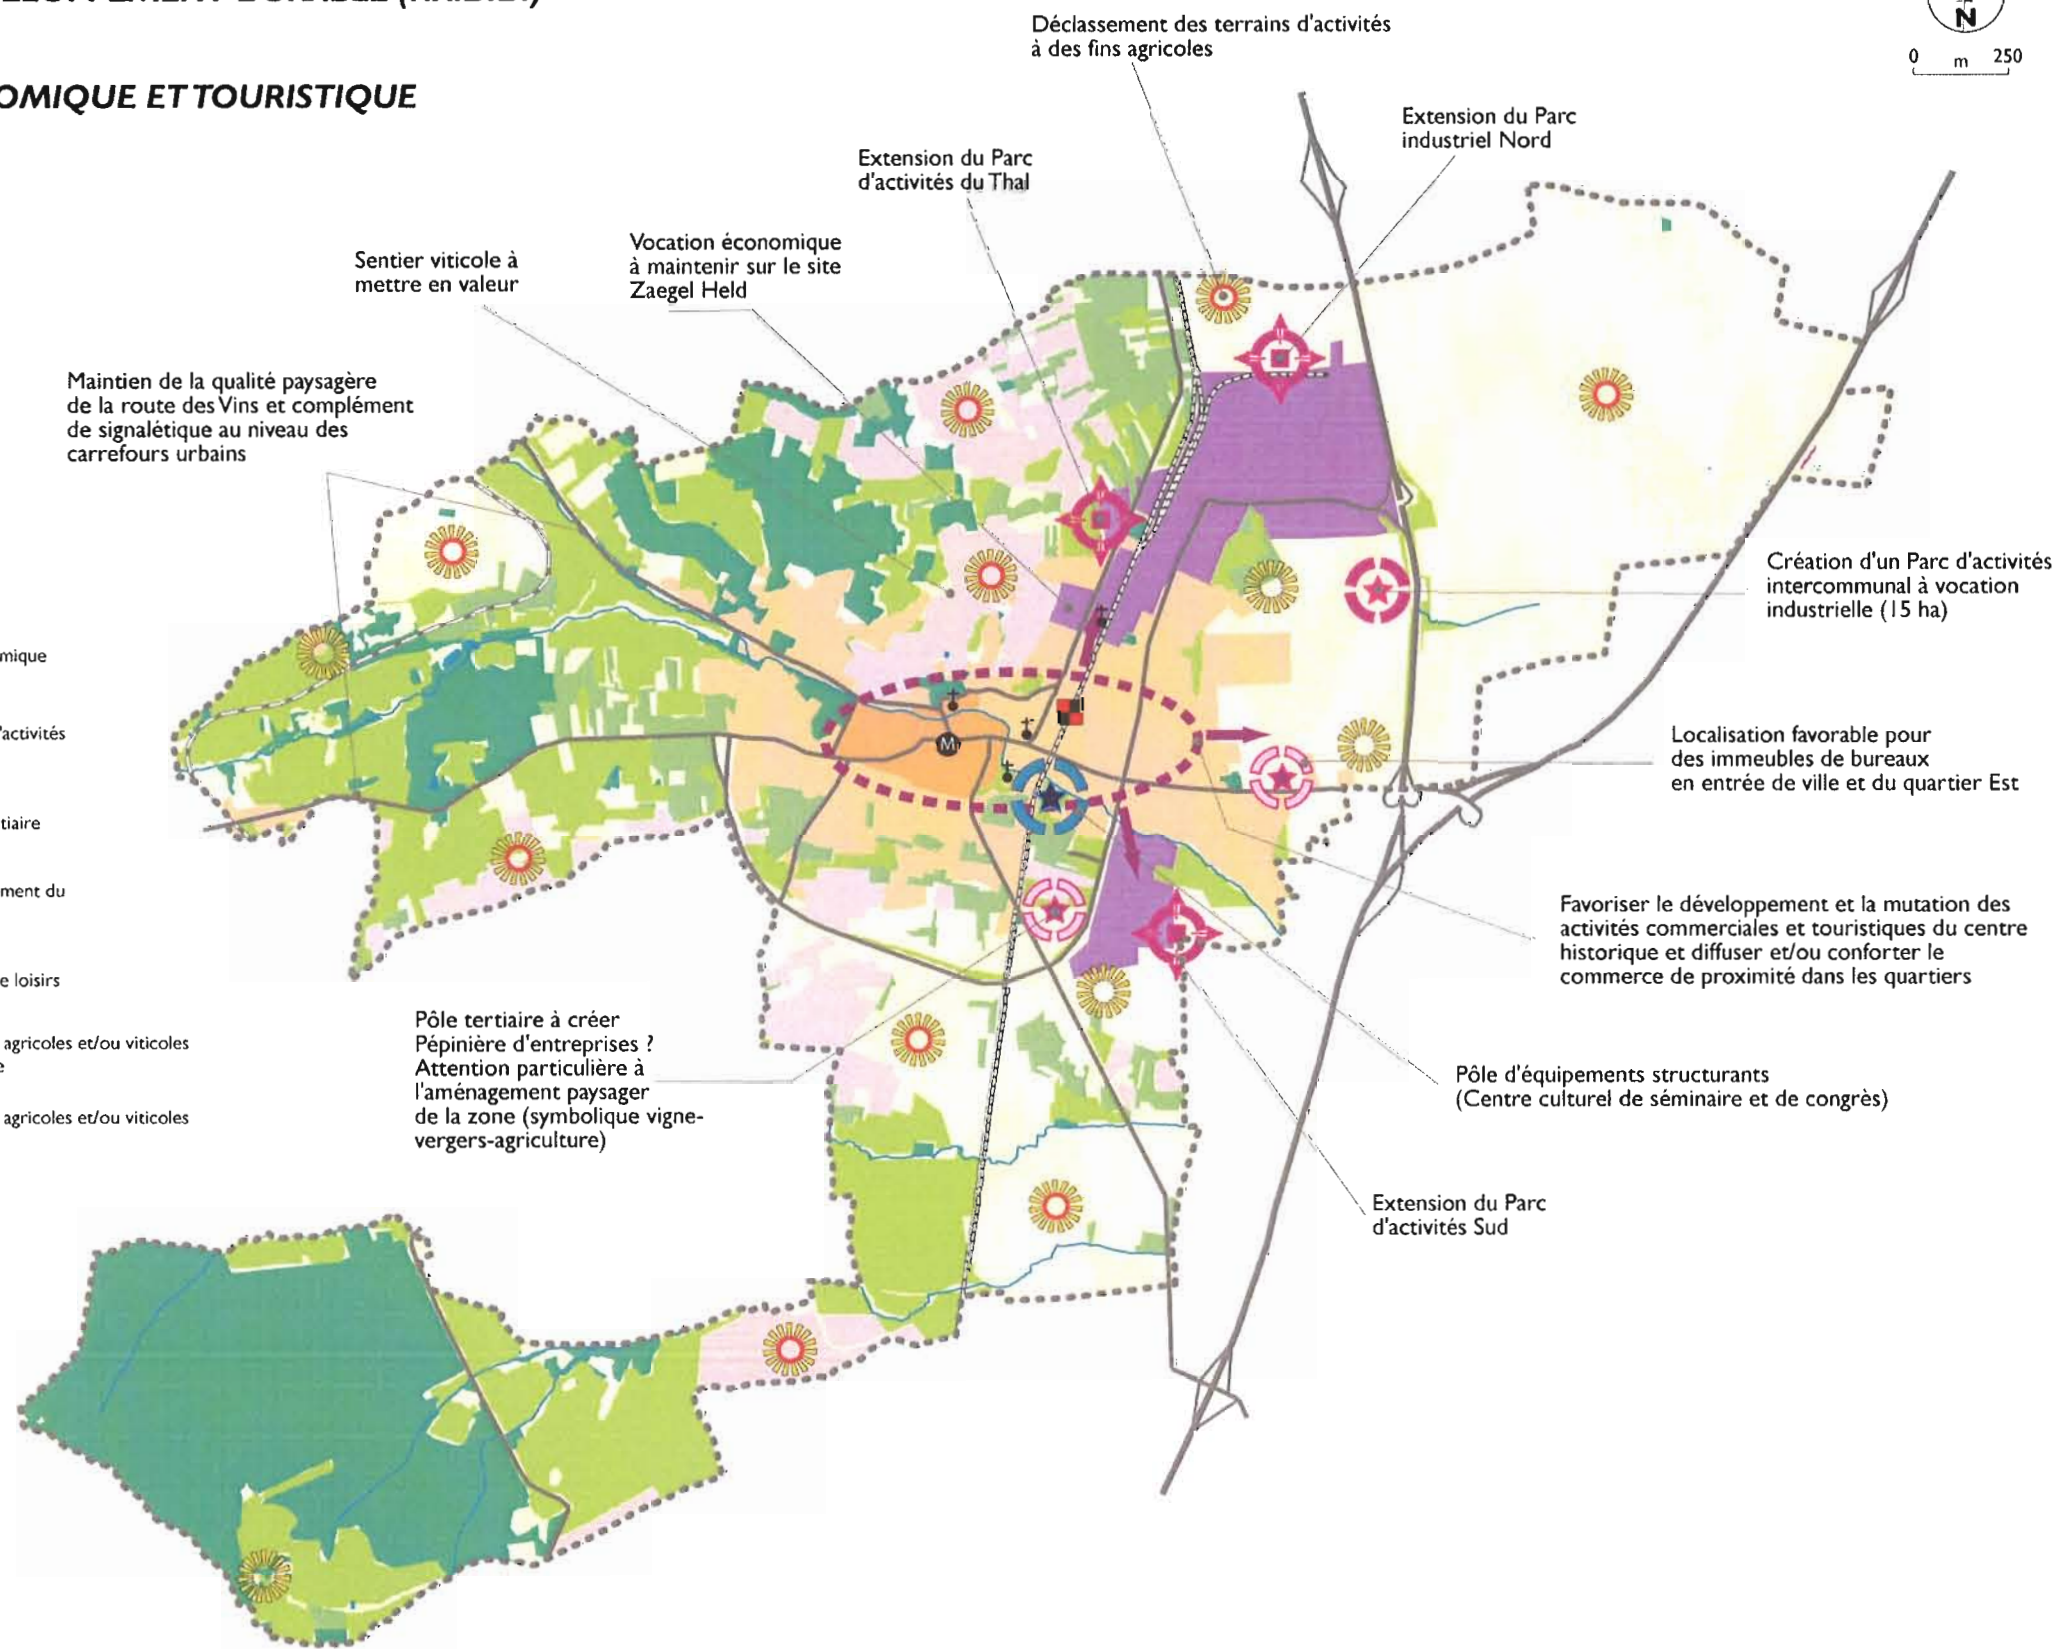 (P.A.D.D.)
OMIQUE ET TOURISTIQUE
N
0 m 250
Déclassement des terrains d'activités
à des fins agricoles
Extension du Parc
industriel Nord
Extension du Parc
d'activités du Thal
Vocation économique
à maintenir sur le site
Zaegel Held
Sentier viticole à
mettre en valeur
Maintien de la qualité paysagère
de la route des Vins et complément
de signalétique au niveau des
carrefours urbains
Création d'un Parc d'activités
intercommunal à vocation
industrielle (15 ha)
mique
'activités
tiaire
ment du
e loisirs
agricoles et/ou viticoles
e
agricoles et/ou viticoles
M
Localisation favorable pour
des immeubles de bureaux
en entrée de ville et du quartier Est
Favoriser le développement et la mutation des
activités commerciales et touristiques du centre
historique et diffuser et/ou conforter le
commerce de proximité dans les quartiers
Pôle tertiaire à créer
Pépinière d'entreprises ?
Attention particulière à
l'aménagement paysager
de la zone (symbolique vigne-
vergers-agriculture)
Pôle d'équipements structurants
(Centre culturel de séminaire et de congrès)
Extension du Parc
d'activités Sud